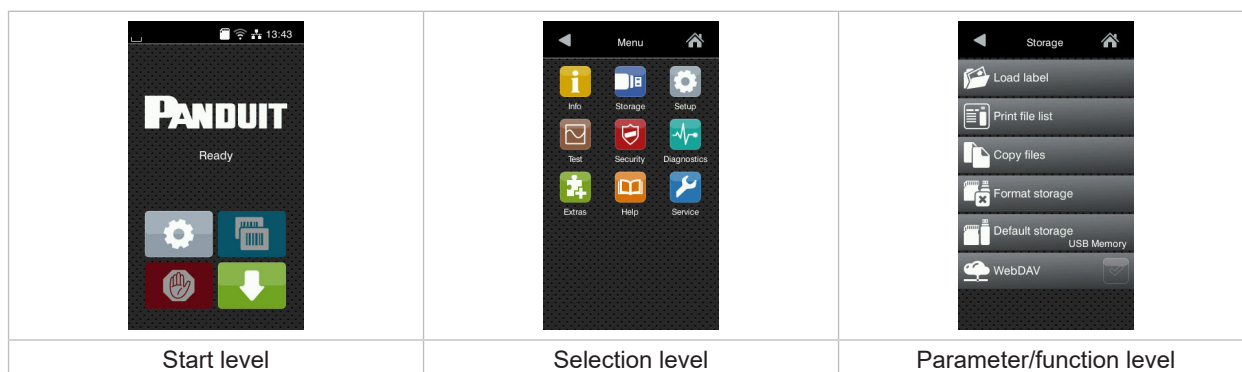 13:43
PANDUIT
Ready
Menu
Info Storage Setup
Test Security Diagnostics
Extras Help Service
Storage
Load label
Print file list
Copy files
Format storage
Default storage
USB Memory
WebDAV
Start level
Selection level
Parameter/function level